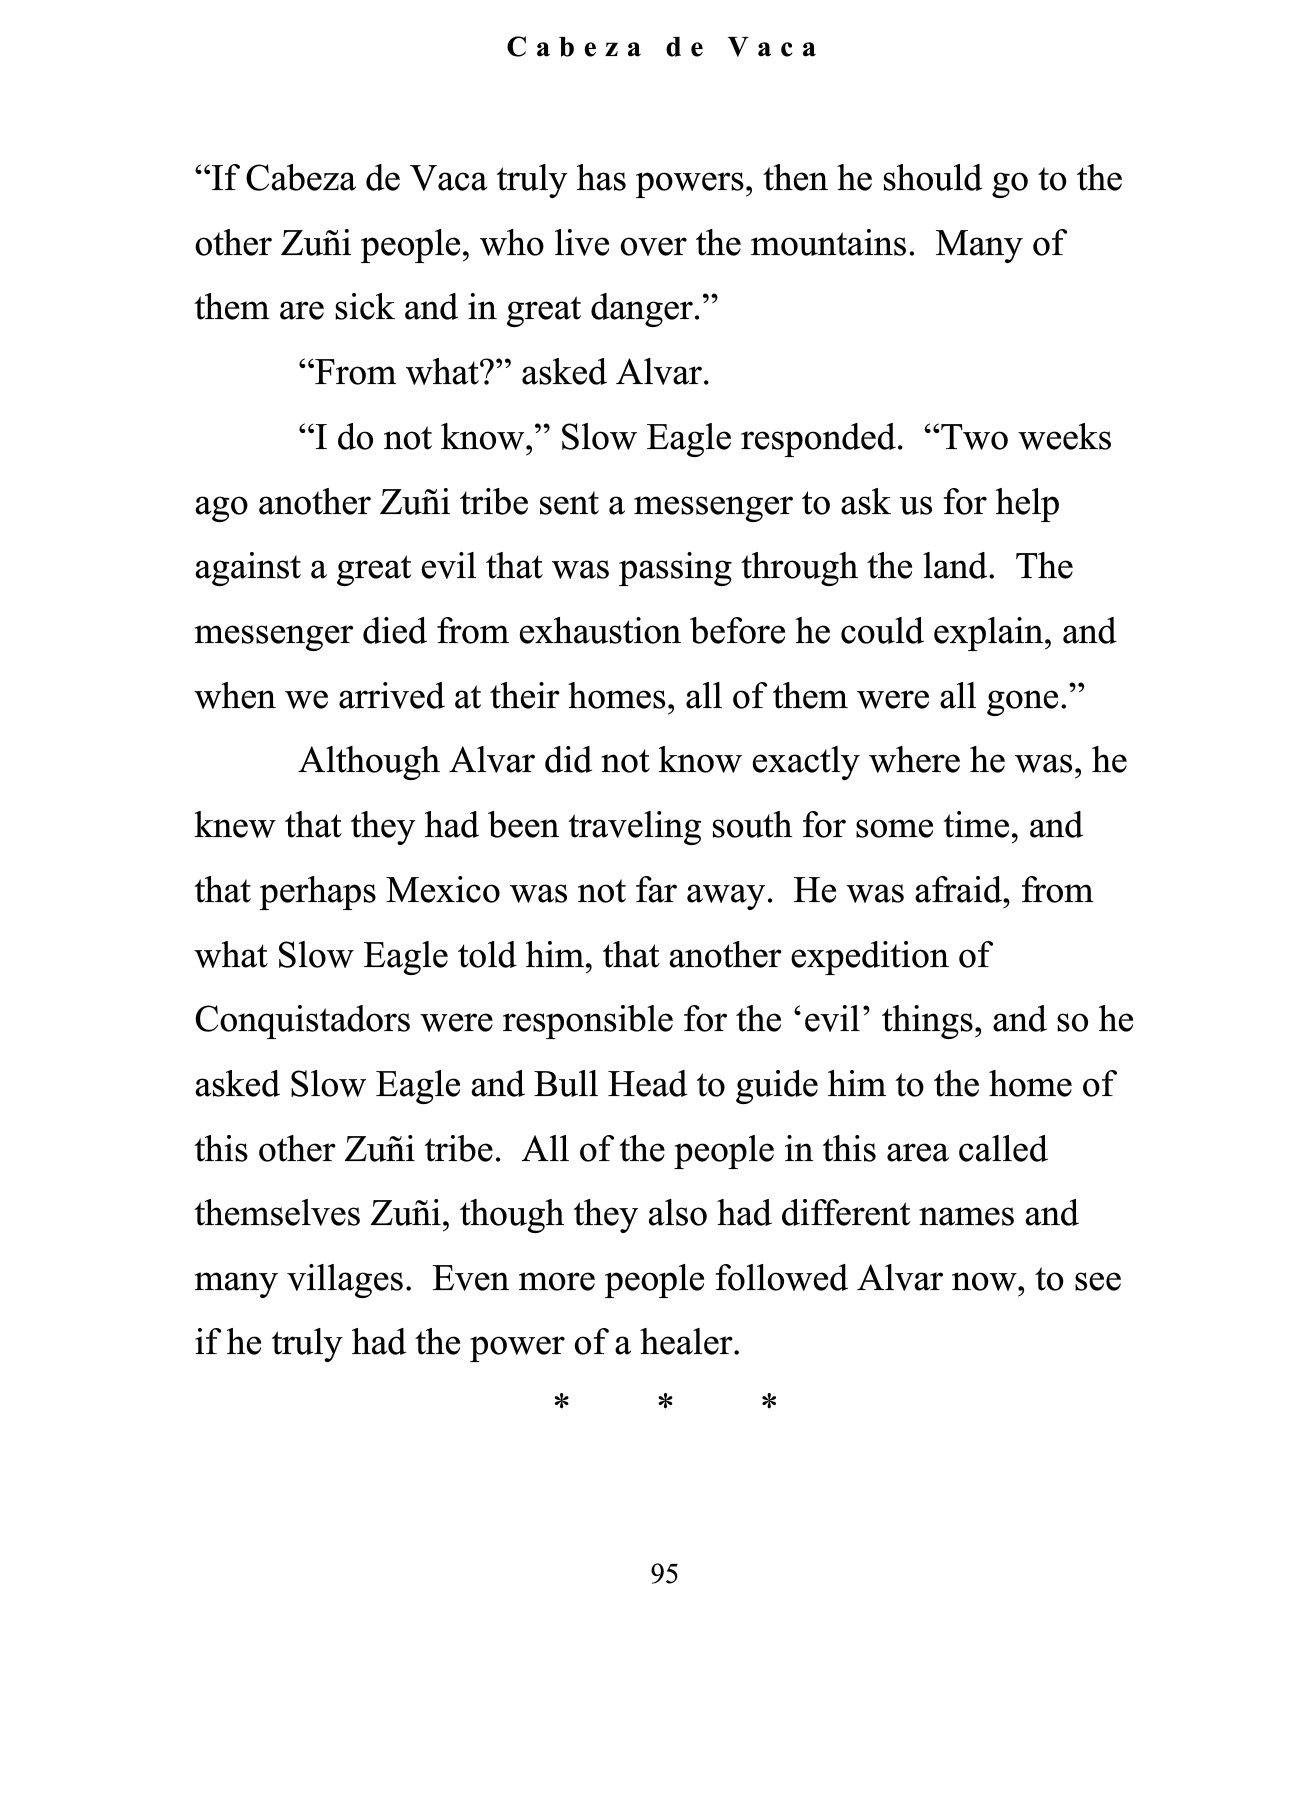 Cabeza de Vaca
“If Cabeza de Vaca truly has powers, then he should go to the
other Zuñi people, who live over the mountains.  Many of
them are sick and in great danger.”
“From what?” asked Alvar.
“I do not know,” Slow Eagle responded.  “Two weeks
ago another Zuñi tribe sent a messenger to ask us for help
against a great evil that was passing through the land.  The
messenger died from exhaustion before he could explain, and
when we arrived at their homes, all of them were all gone.”
Although Alvar did not know exactly where he was, he
knew that they had been traveling south for some time, and
that perhaps Mexico was not far away.  He was afraid, from
what Slow Eagle told him, that another expedition of
Conquistadors were responsible for the ‘evil’ things, and so he
asked Slow Eagle and Bull Head to guide him to the home of
this other Zuñi tribe.  All of the people in this area called
themselves Zuñi, though they also had different names and
many villages.  Even more people followed Alvar now, to see
if he truly had the power of a healer.
* * *
95